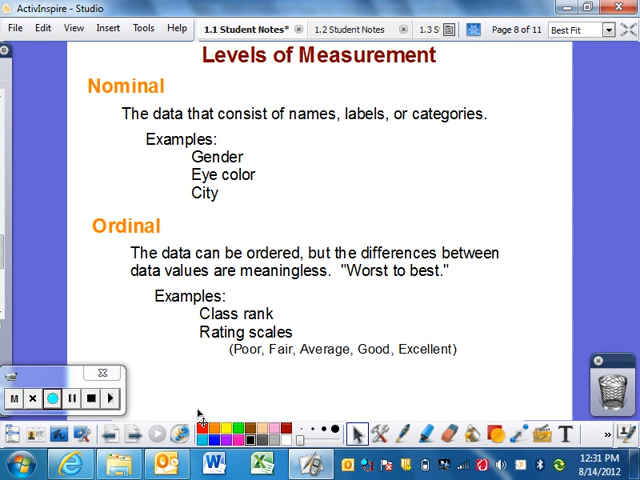 ActivInspire - Studio
File Edit View Insert Tools Help
1.1 Student Notes* 1.2 Student Notes 1.3 S
Page 8 of 11
Best Fit
Levels of Measurement
Nominal
The data that consist of names, labels, or categories.
Examples:
Gender
Eye color
City
Ordinal
The data can be ordered, but the differences between
data values are meaningless. "Worst to best."
Examples:
Class rank
Rating scales
(Poor, Fair, Average, Good, Excellent)
M
T
»
12:31 PM
8/14/2012